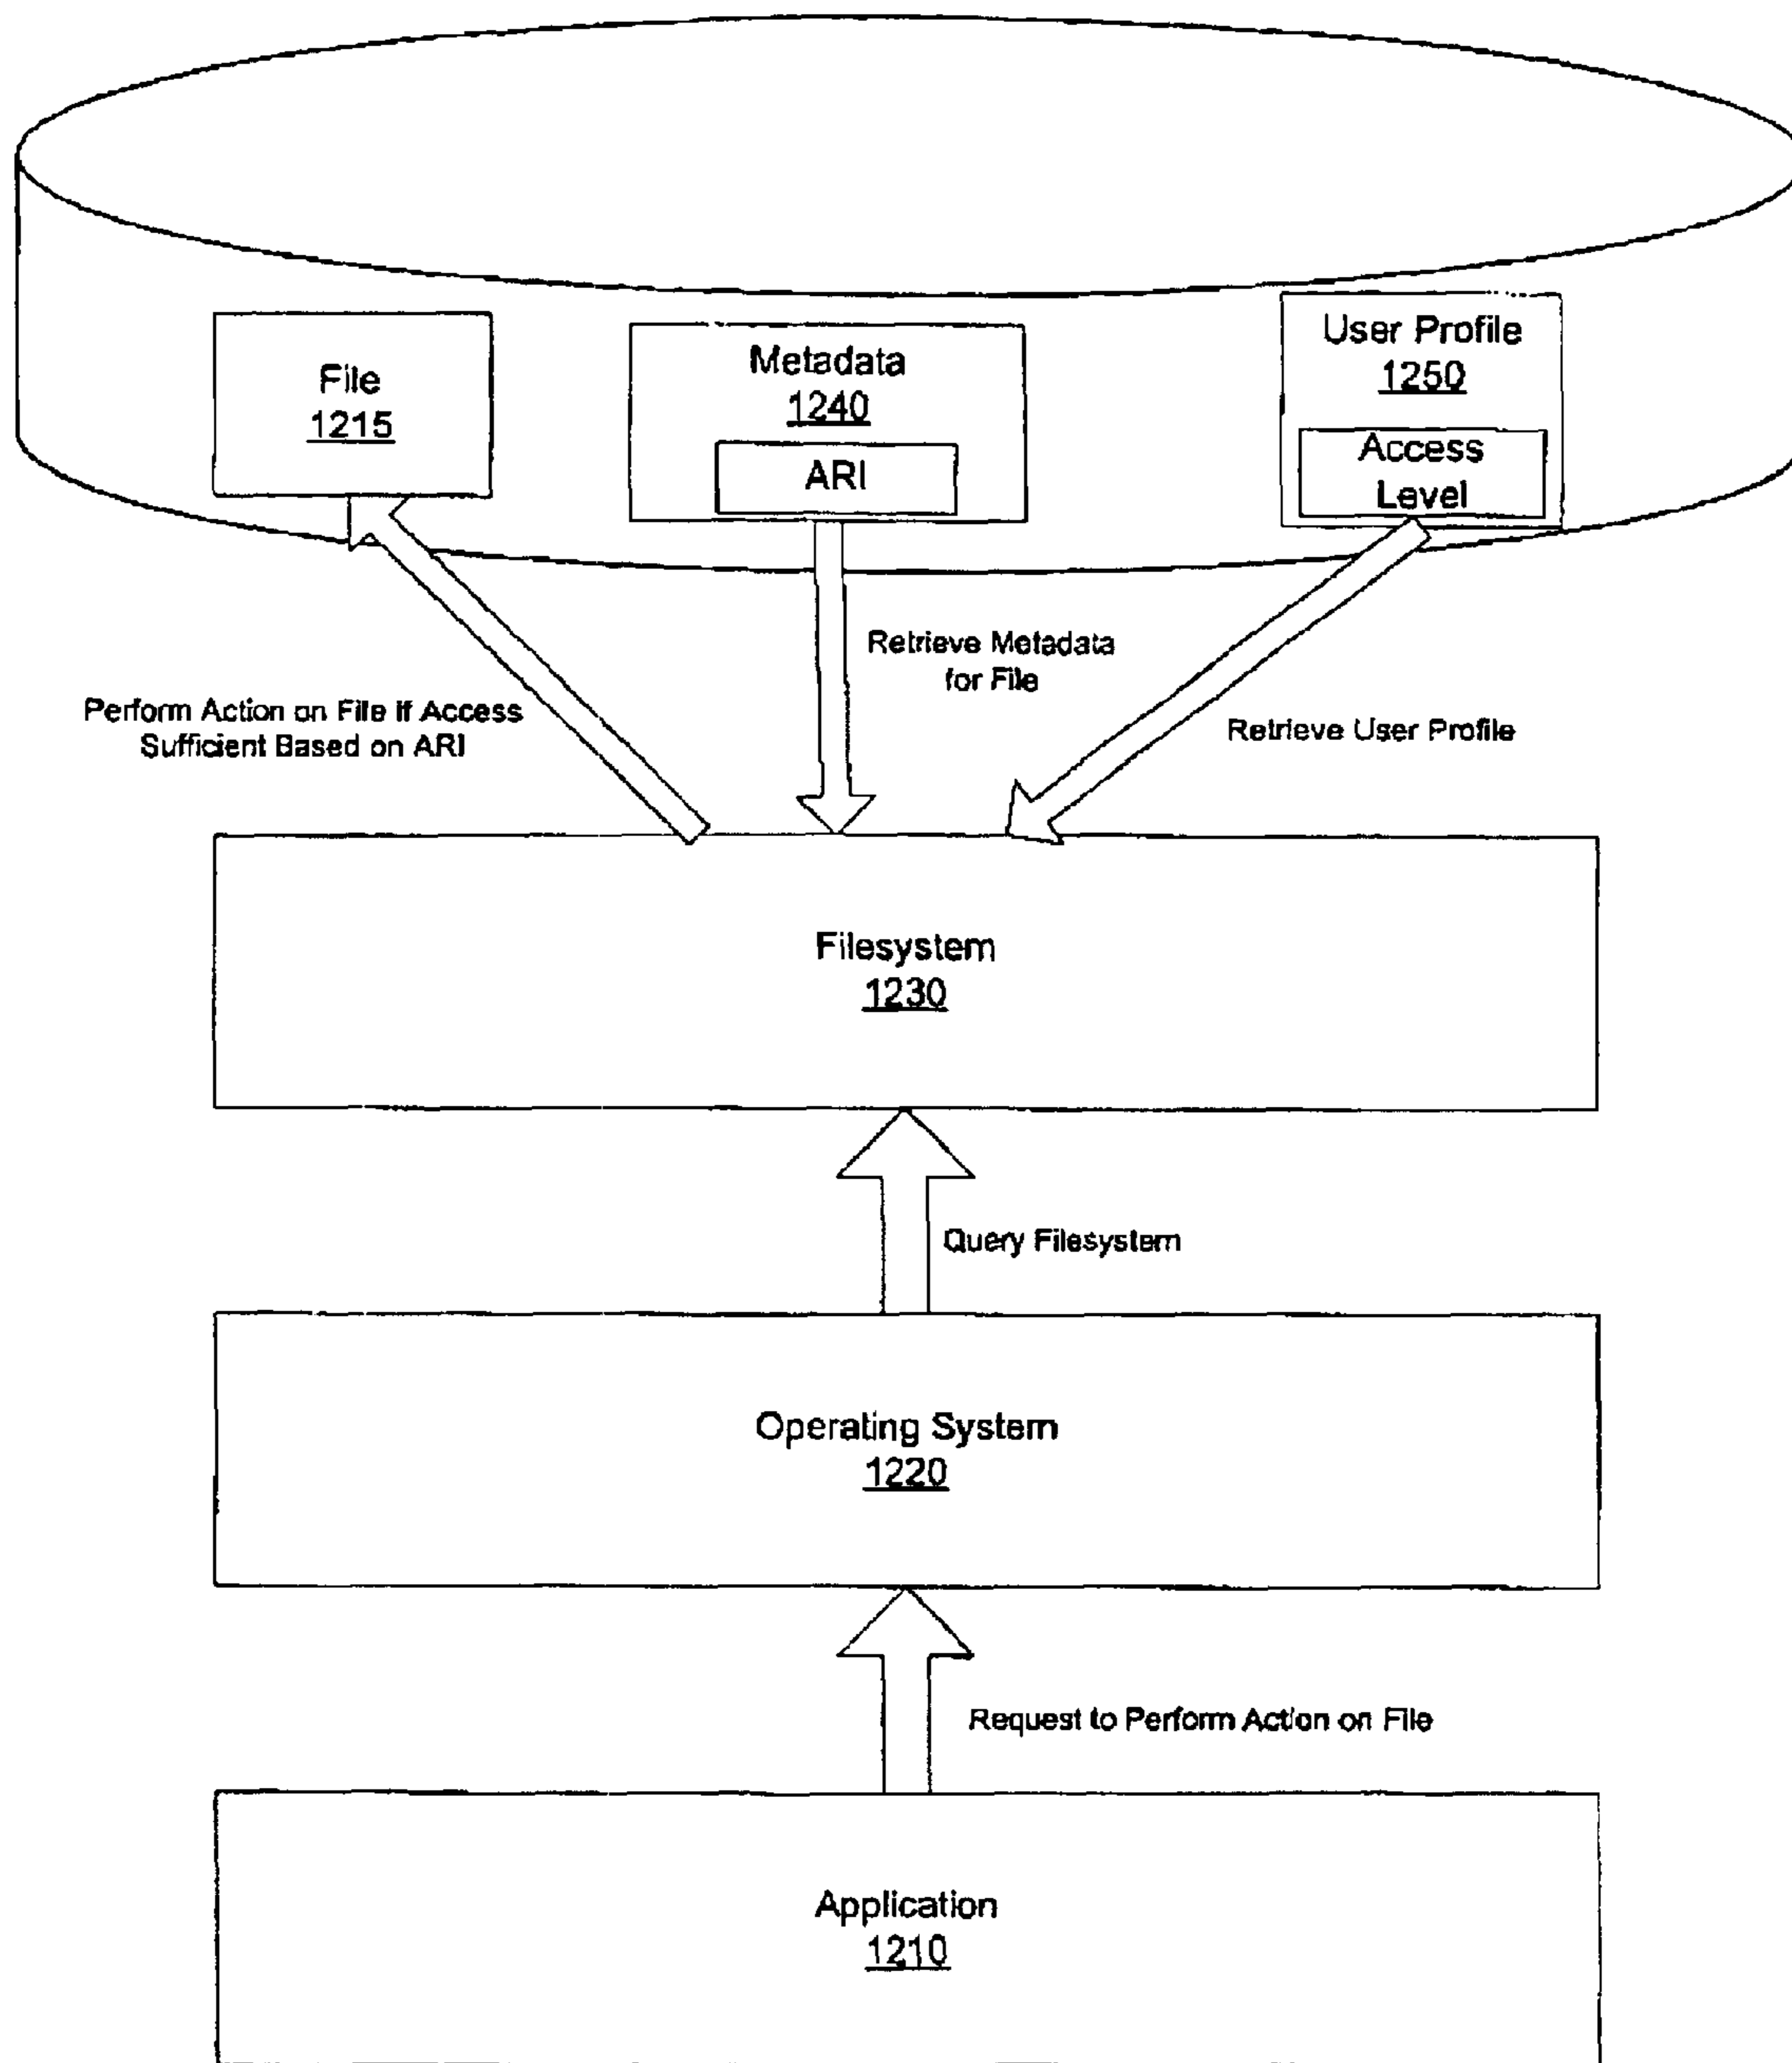 File
1215
Metadata
1240
ARI
User Profile
1250
Access
Level
Retrieve Metadata
for File
Perform Action on File if Access
Sufficient Based on ARI
Retrieve User Profile
Filesystem
1230
Query Filesystem
Operating System
1220
Request to Perform Action on File
Application
1210